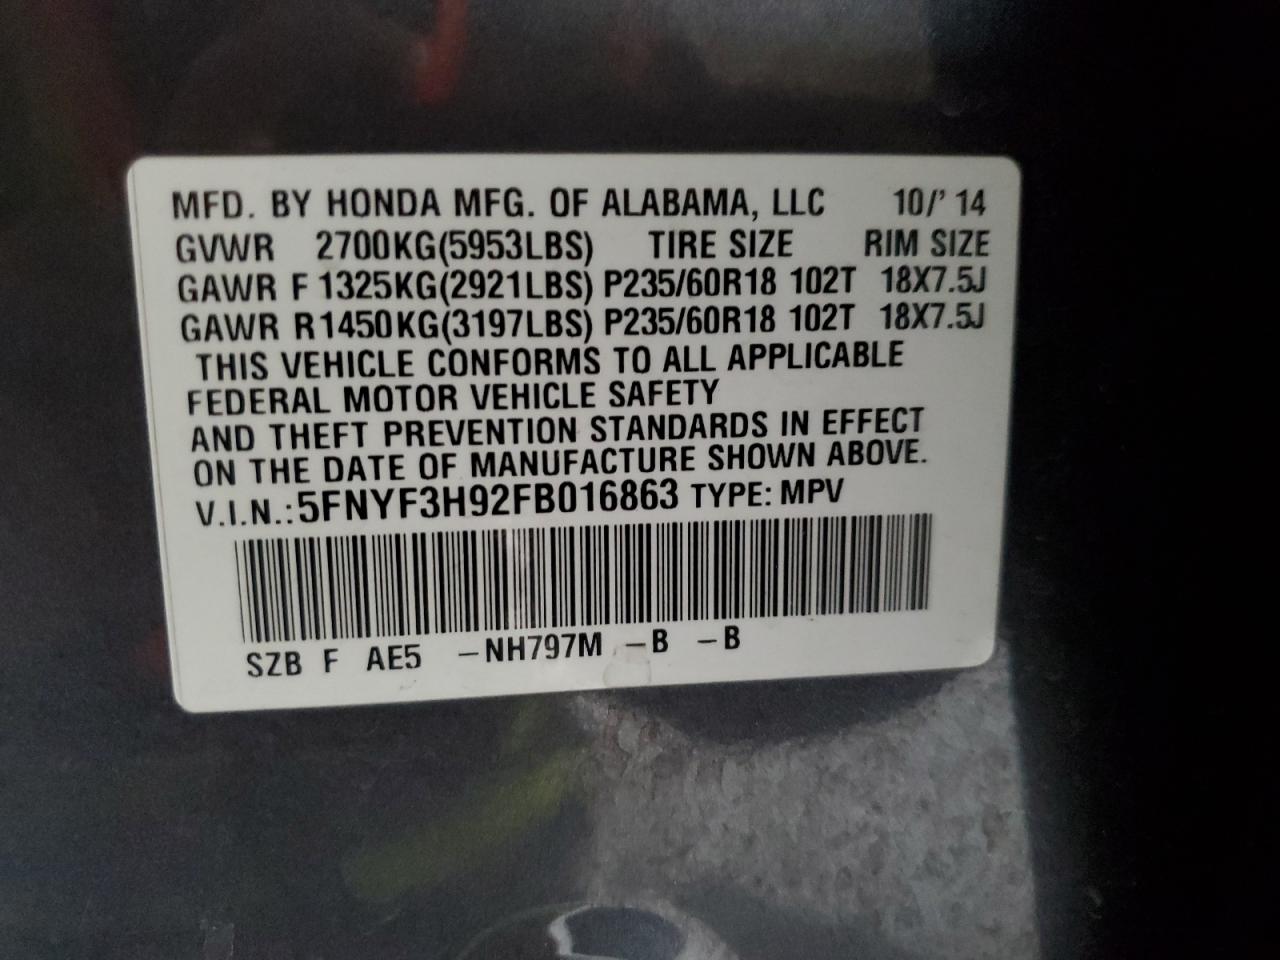 MFD. BY HONDA MFG. OF ALABAMA, LLC 10/' 14
GVWR 2700KG(5953LBS) TIRE SIZE RIM SIZE
GAWR F 1325KG(2921LBS) P235/60R18 102T 18X7.5J
GAWR R1450KG(3197LBS) P235/60R18 102T 18X7.5J
THIS VEHICLE CONFORMS TO ALL APPLICABLE
FEDERAL MOTOR VEHICLE SAFETY
AND THEFT PREVENTION STANDARDS IN EFFECT
ON THE DATE OF MANUFACTURE SHOWN ABOVE.
V.I.N.:5FNYF3H92FB016863 TYPE: MPV
SZB F AE5 –NH797M –B –B